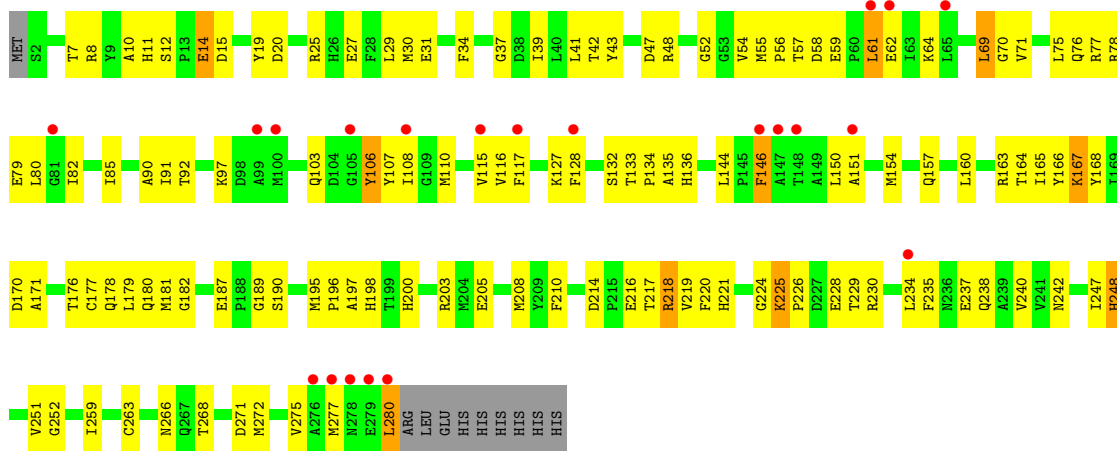 MET S2 T7 R8 Y9 A10 H11 S12 P13 E14 D15 Y19 D20 R25 H26 E27 F28 L29 M30 E31 F34 G37 D38 I39 L40 L41 T42 Y43 D47 R48 G52 G53 V54 M55 P56 T57 D58 E59 P60 L61 E62 I63 K64 L65 L69 G70 V71 L75 Q76 R77 R78
E79 L80 G81 I82 I85 A90 I91 T92 K97 D98 A99 M100 Q103 D104 G105 Y106 Y107 I108 G109 M110 V115 V116 F117 K127 F128 S132 T133 P134 A135 H136 L144 P145 F146 A147 T148 A149 L150 A151 M154 Q157 L160 R163 T164 I165 Y166 K167 Y168 I169
D170 A171 T176 C177 Q178 L179 Q180 M181 G182 E187 P188 G189 S190 M195 P196 A197 H198 T199 H200 R203 M204 E205 M208 Y209 F210 D214 P215 E216 T217 R218 V219 F220 H221 G224 K225 P226 D227 E228 T229 R230 L234 F235 N236 E237 Q238 A239 V240 V241 N242 I247
V251 G252 I259 C263 N266 Q267 T268 D271 M272 V275 A276 M277 N278 E279 L280 ARG LEU GLU HIS HIS HIS HIS HIS HIS